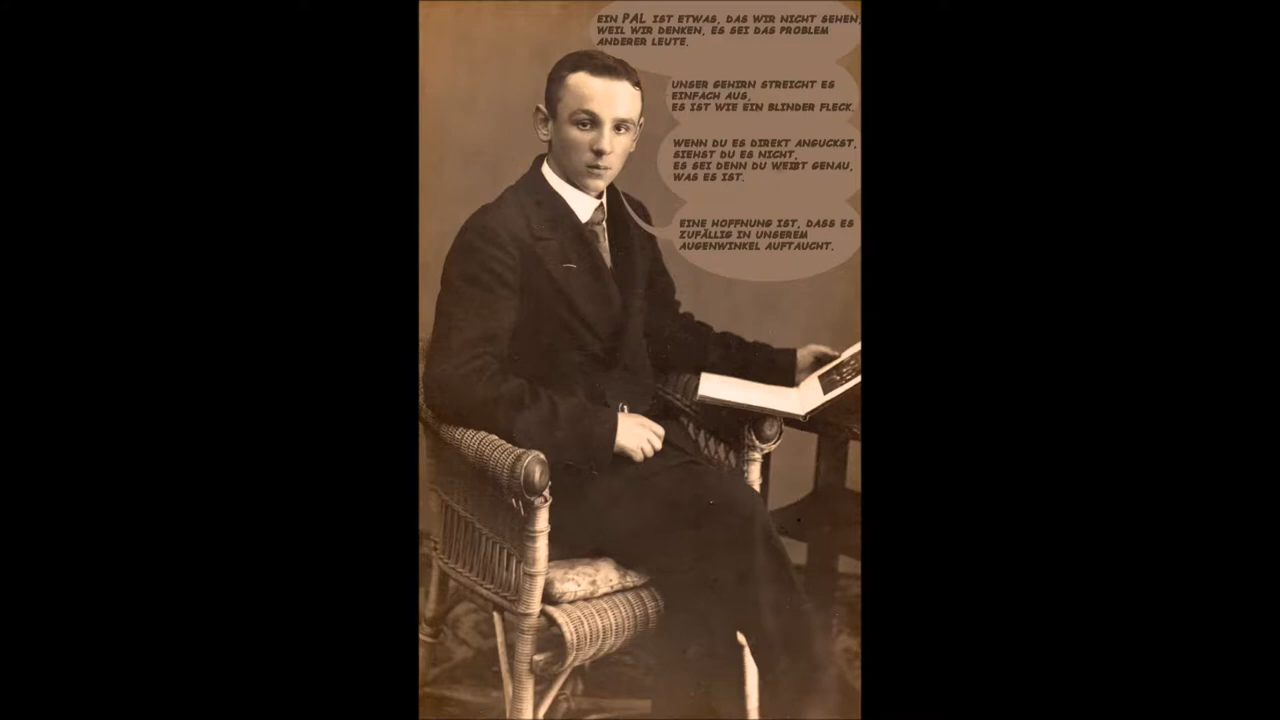 EIN PAL IST ETWAS, DAS WIR NICHT SEHEN,
WEIL WIR DENKEN, ES SEI DAS PROBLEM
ANDERER LEUTE.
UNSER GEHIRN STREICHT ES
EINFACH AUS,
ES IST WIE EIN BLINDER FLECK.
WENN DU ES DIREKT ANGUCKST,
SIEHST DU ES NICHT,
ES SEI DENN DU WEIßT GENAU,
WAS ES IST.
EINE HOFFNUNG IST, DASS ES
ZUFÄLLIG IN UNSEREM
AUGENWINKEL AUFTAUCHT.